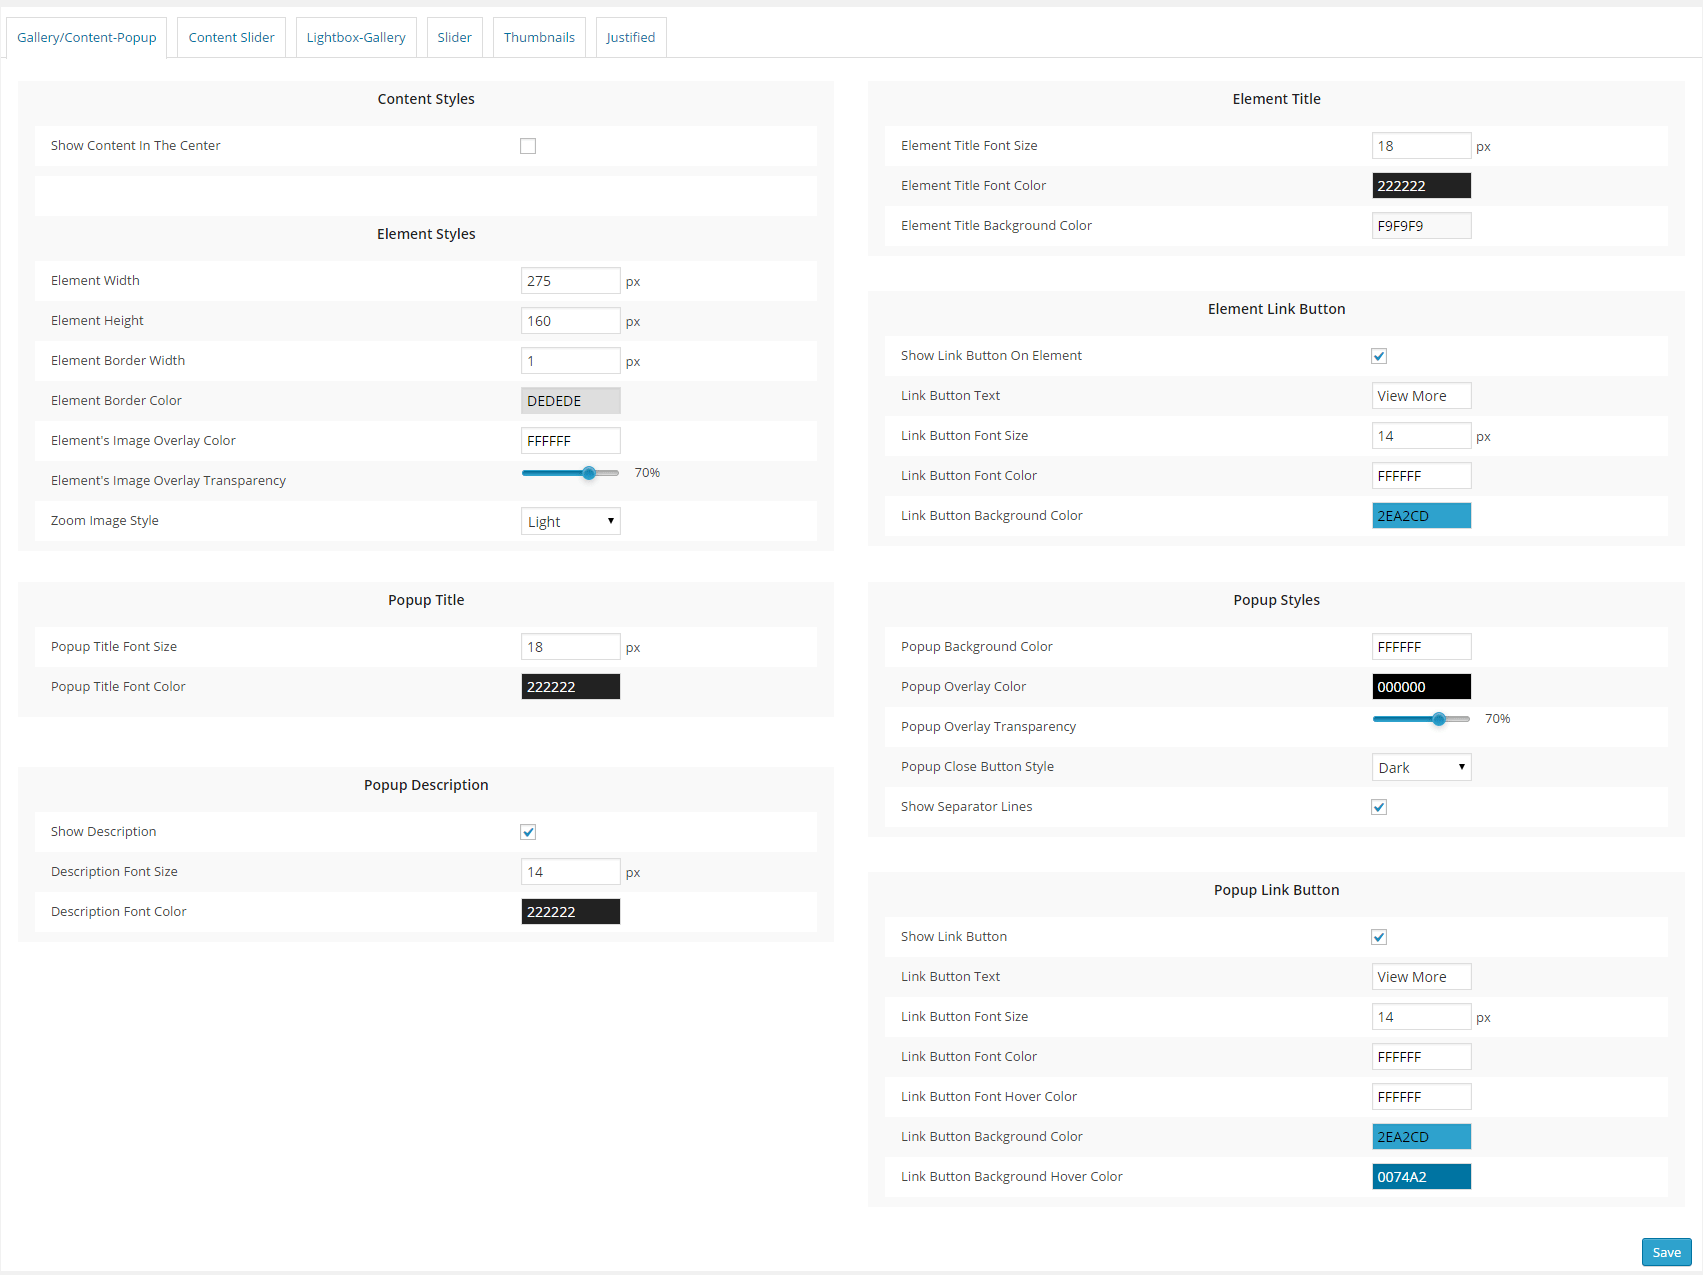 Gallery/Content-Popup
Content Slider
Lightbox-Gallery
Slider
Thumbnails
Justified
Content Styles
Show Content In The Center
Element Styles
Element Width 275 px
Element Height 160 px
Element Border Width 1 px
Element Border Color DEDEDE
Element's Image Overlay Color FFFFFF
Element's Image Overlay Transparency 70%
Zoom Image Style Light
Popup Title
Popup Title Font Size 18 px
Popup Title Font Color 222222
Popup Description
Show Description
Description Font Size 14 px
Description Font Color 222222
Element Title
Element Title Font Size 18 px
Element Title Font Color 222222
Element Title Background Color F9F9F9
Element Link Button
Show Link Button On Element
Link Button Text View More
Link Button Font Size 14 px
Link Button Font Color FFFFFF
Link Button Background Color 2EA2CD
Popup Styles
Popup Background Color FFFFFF
Popup Overlay Color 000000
Popup Overlay Transparency 70%
Popup Close Button Style Dark
Show Separator Lines
Popup Link Button
Show Link Button
Link Button Text View More
Link Button Font Size 14 px
Link Button Font Color FFFFFF
Link Button Font Hover Color FFFFFF
Link Button Background Color 2EA2CD
Link Button Background Hover Color 0074A2
Save